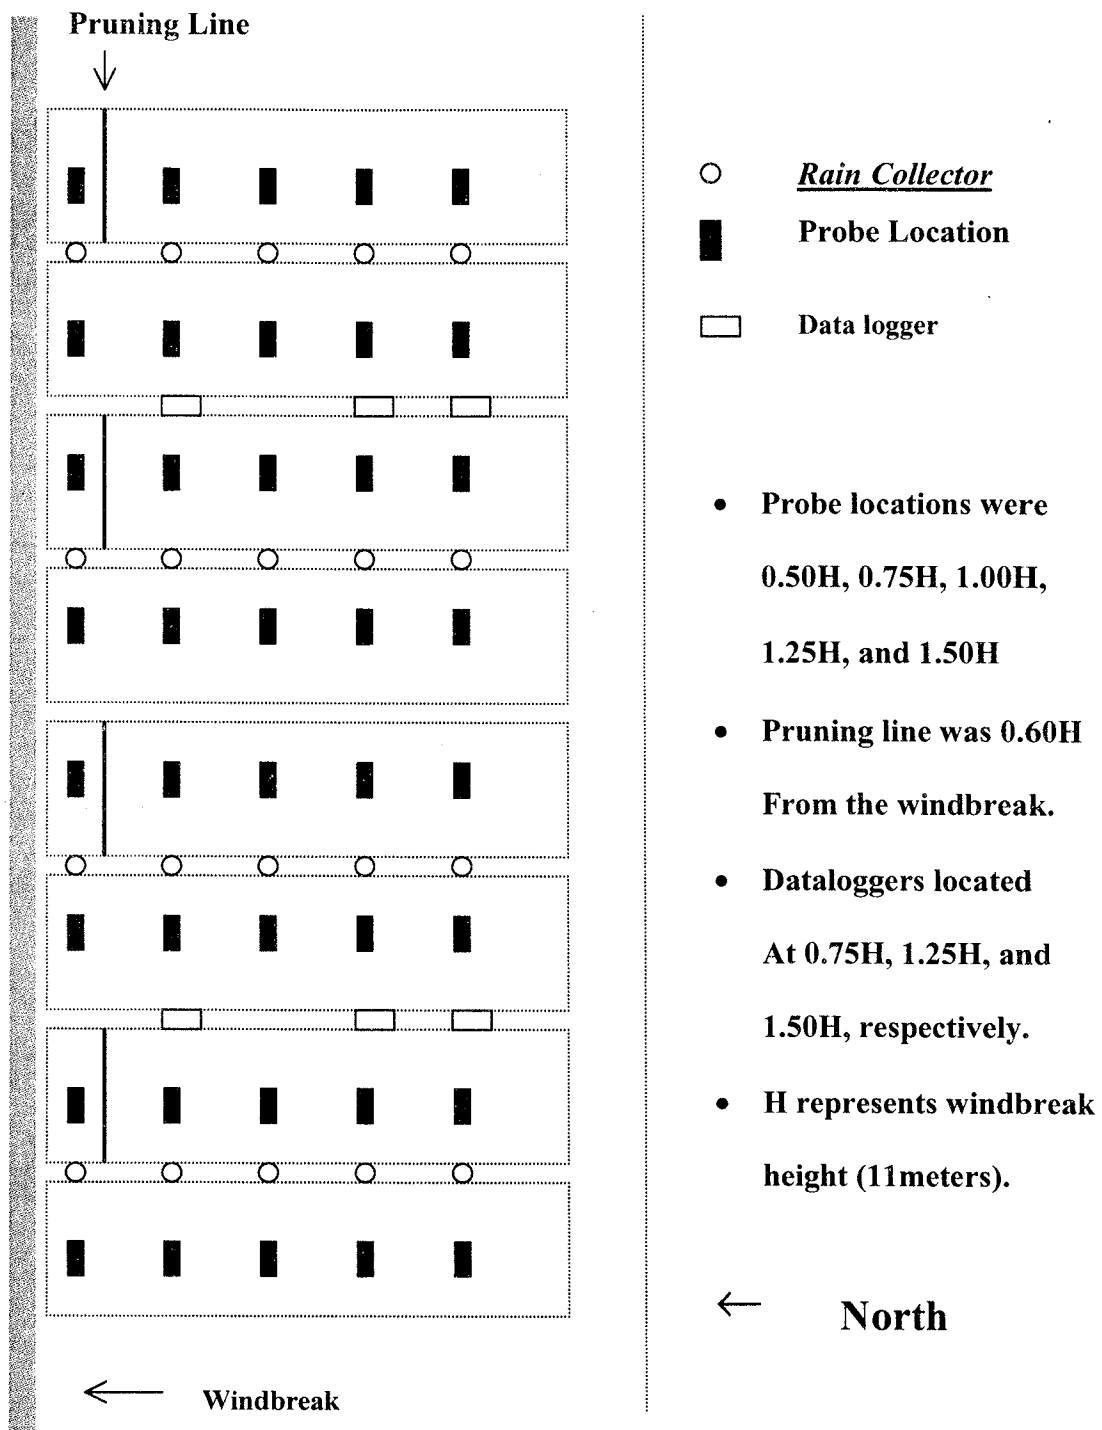 Pruning Line
Rain Collector
Probe Location
Data logger
• Probe locations were
0.50H, 0.75H, 1.00H,
1.25H, and 1.50H
• Pruning line was 0.60H
From the windbreak.
• Dataloggers located
At 0.75H, 1.25H, and
1.50H, respectively.
• H represents windbreak
height (11meters).
North
Windbreak